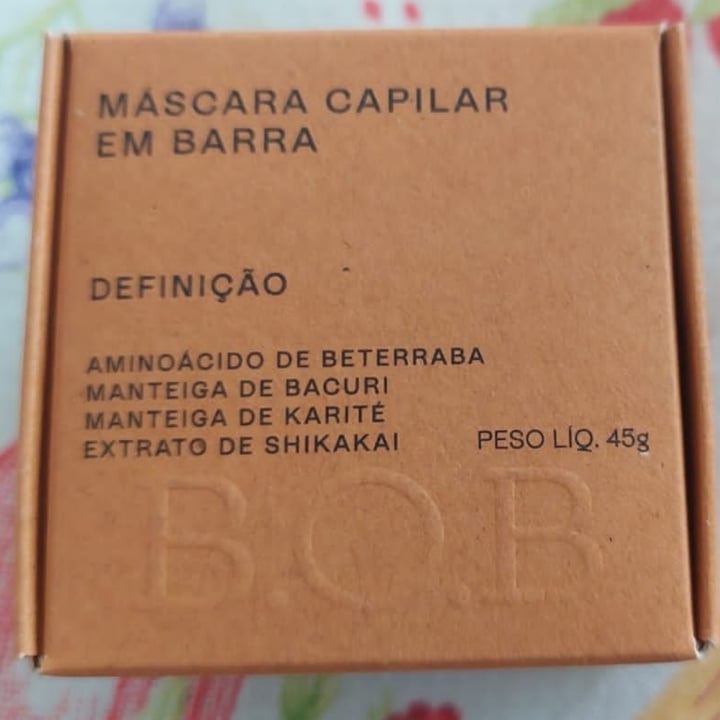 MÁSCARA CAPILAR
EM BARRA
DEFINIÇÃO
AMINOÁCIDO DE BETERRABA
MANTEIGA DE BACURI
MANTEIGA DE KARITÉ
EXTRATO DE SHIKAKAI
PESO LÍQ. 45g
B.O.B